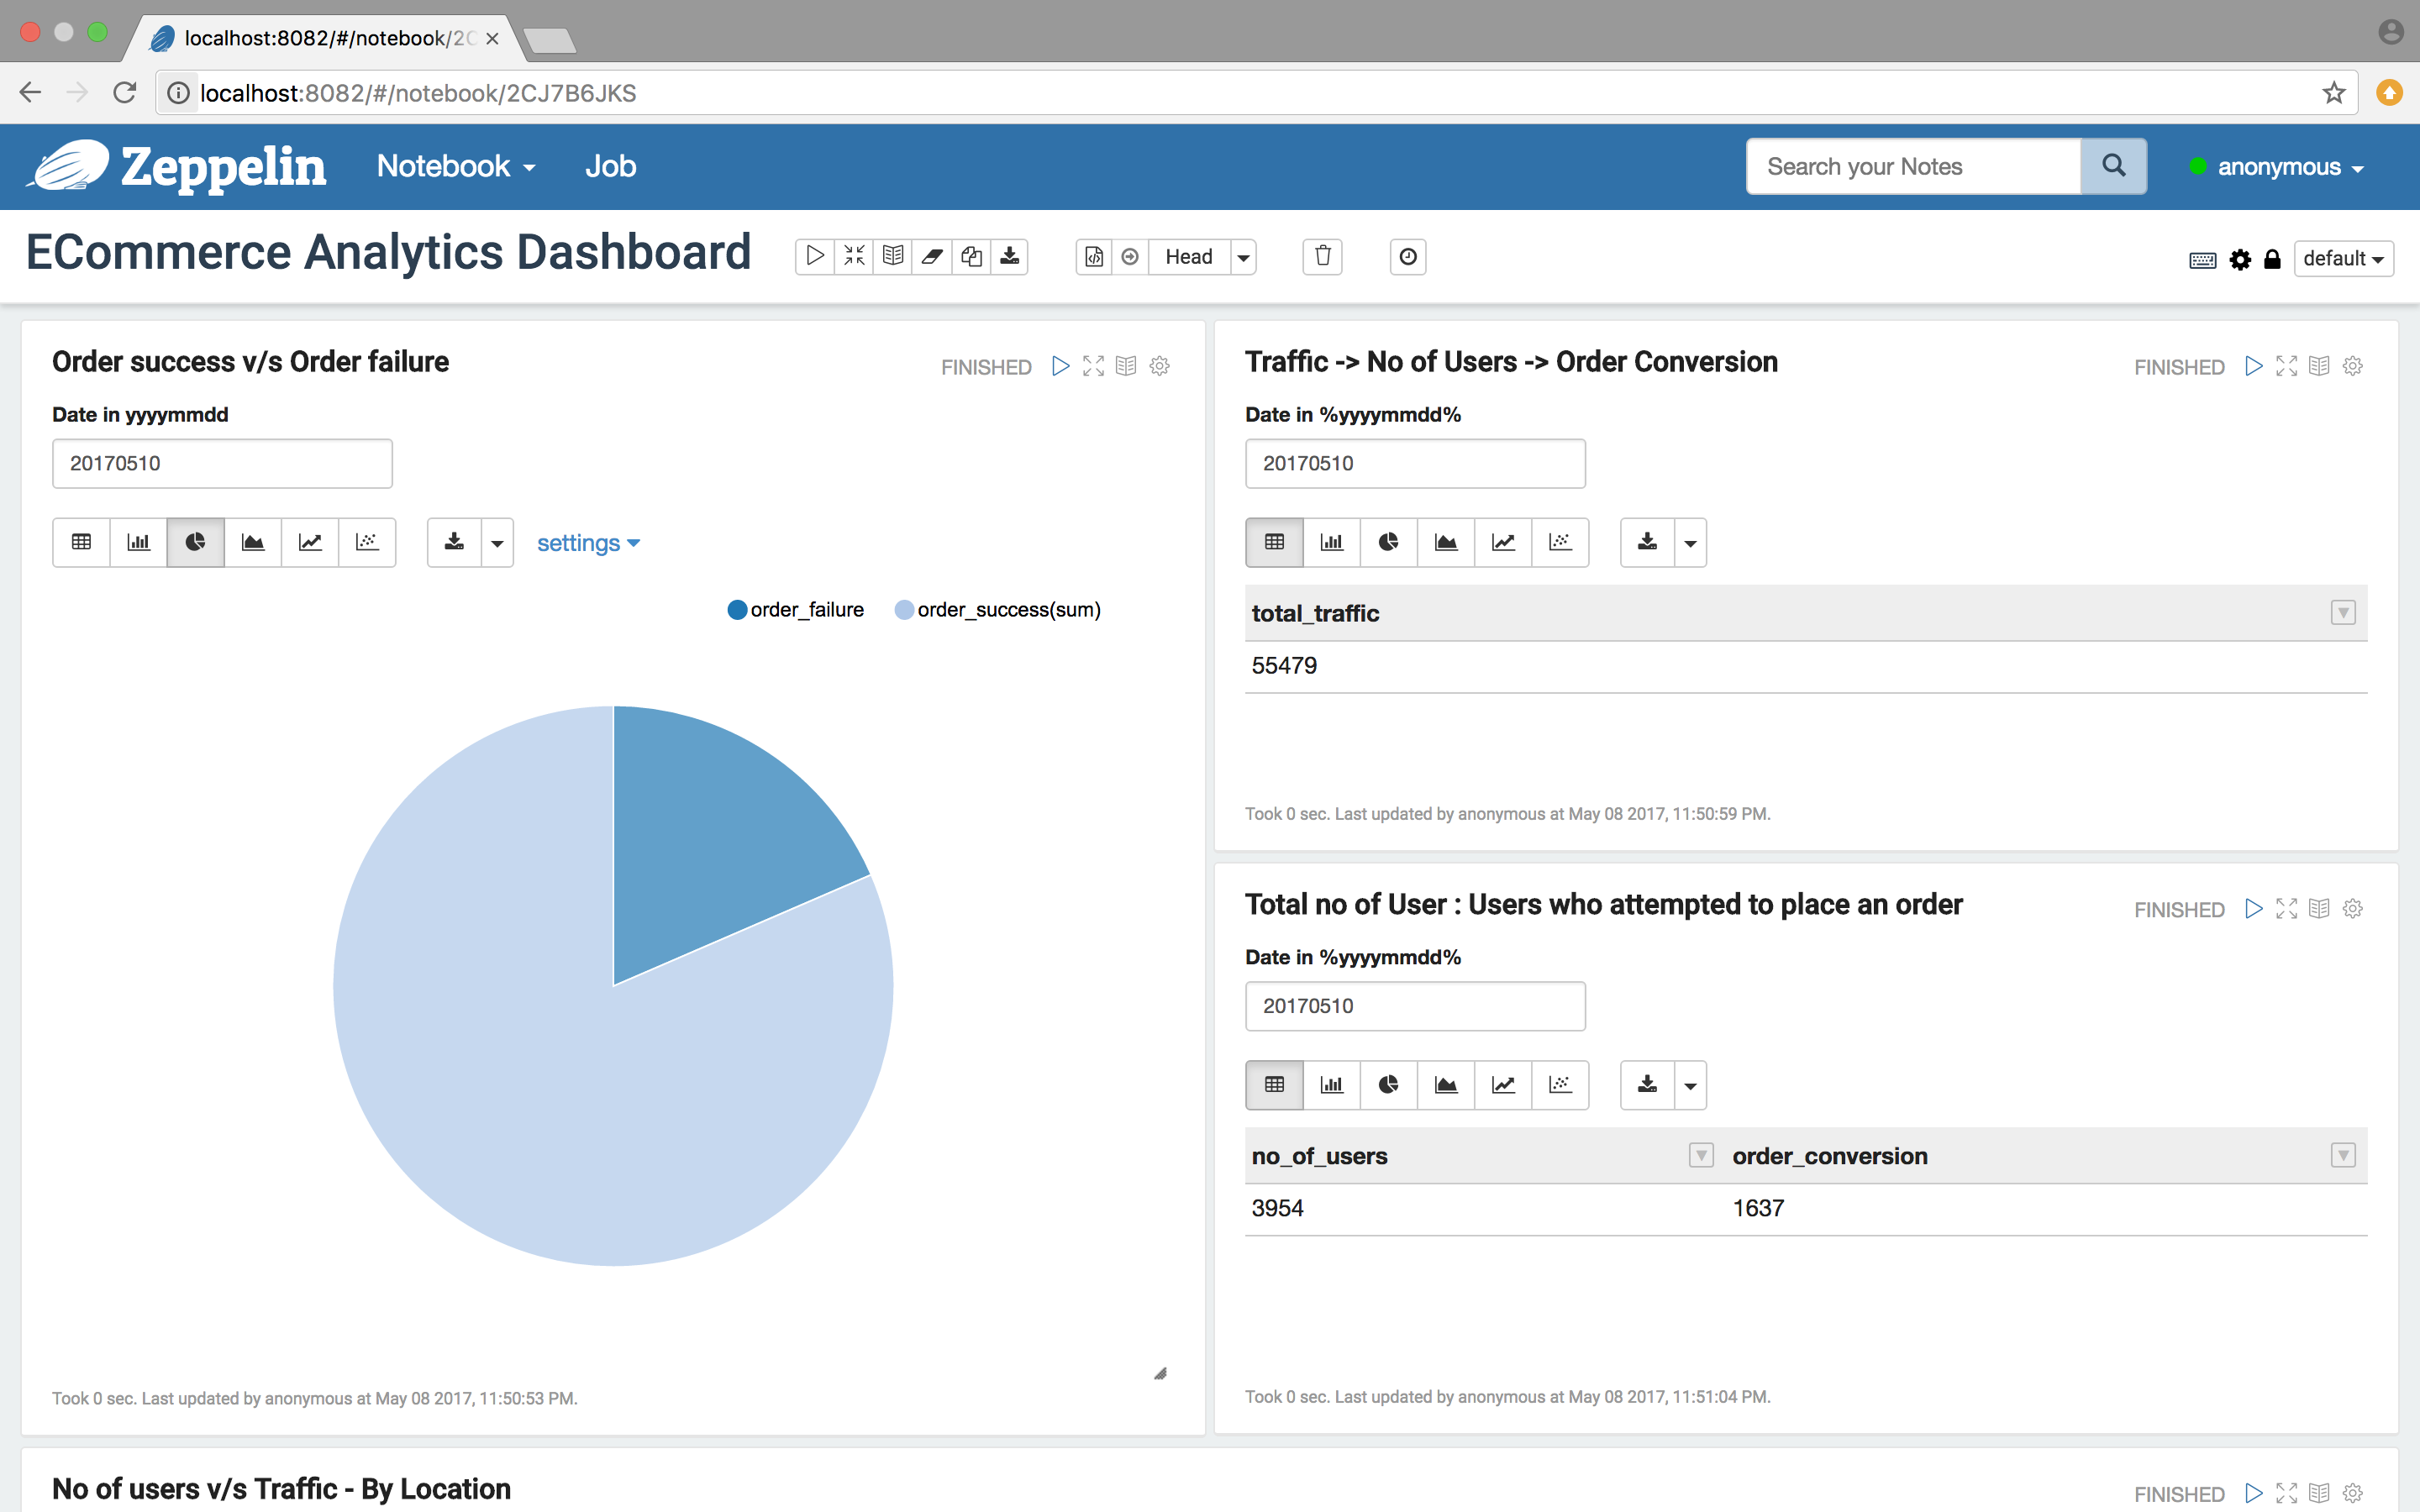 localhost:8082/#/notebook/2C
localhost:8082/#/notebook/2CJ7B6JKS
Zeppelin
Notebook
Job
Search your Notes
anonymous
ECommerce Analytics Dashboard
Head
default
Order success v/s Order failure
FINISHED
Date in yyyymmdd
20170510
settings
order_failure
order_success(sum)
Took 0 sec. Last updated by anonymous at May 08 2017, 11:50:53 PM.
Traffic -> No of Users -> Order Conversion
FINISHED
Date in %yyyymmdd%
20170510
total_traffic
55479
Took 0 sec. Last updated by anonymous at May 08 2017, 11:50:59 PM.
Total no of User : Users who attempted to place an order
FINISHED
Date in %yyyymmdd%
20170510
no_of_users
order_conversion
3954
1637
Took 0 sec. Last updated by anonymous at May 08 2017, 11:51:04 PM.
No of users v/s Traffic - By Location
FINISHED